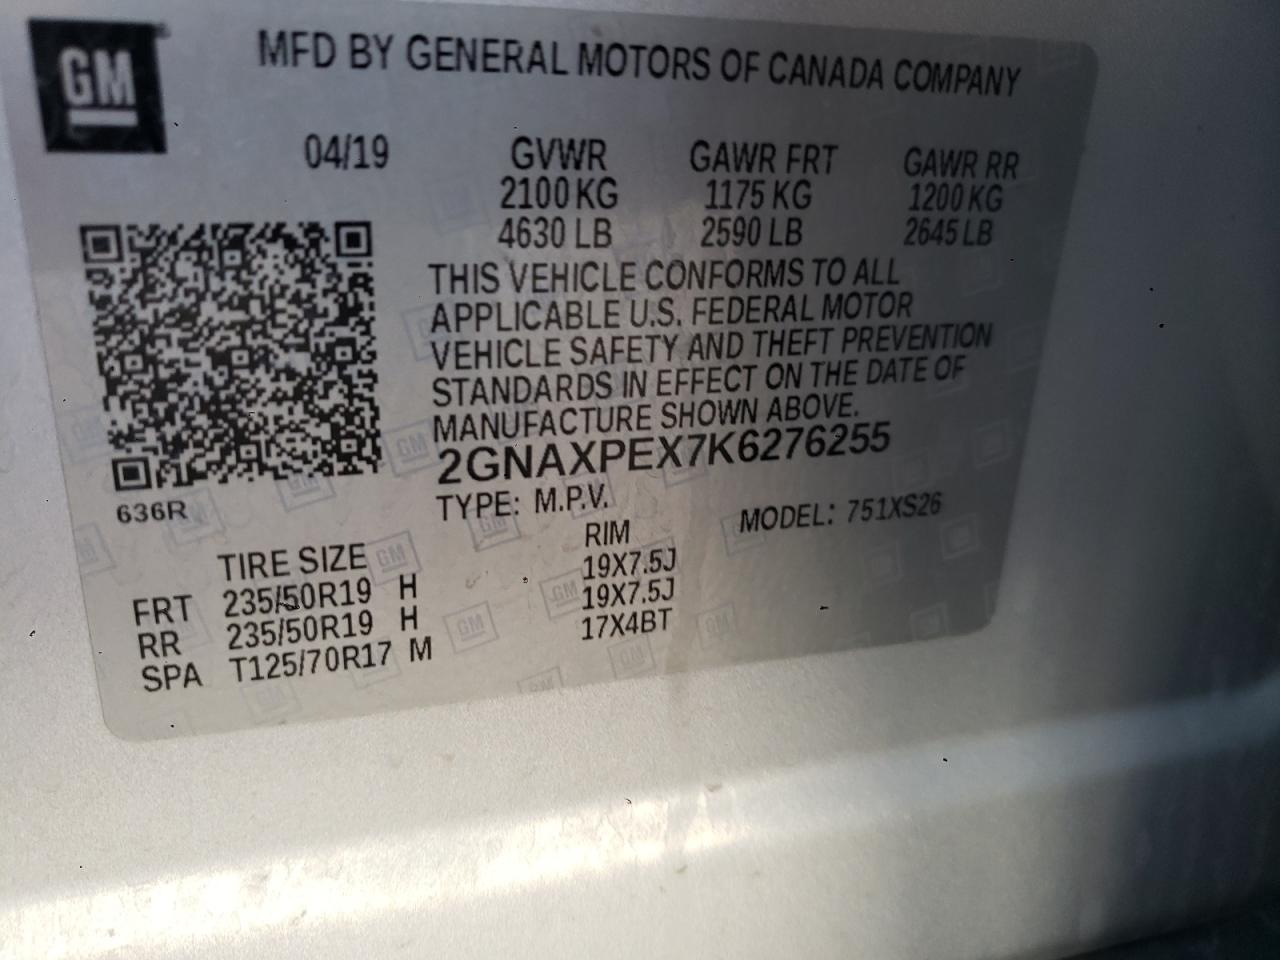 GM
MFD BY GENERAL MOTORS OF CANADA COMPANY
04/19 GVWR GAWR FRT GAWR RR
2100 KG 1175 KG 1200 KG
4630 LB 2590 LB 2645 LB
THIS VEHICLE CONFORMS TO ALL
APPLICABLE U.S. FEDERAL MOTOR
VEHICLE SAFETY AND THEFT PREVENTION
STANDARDS IN EFFECT ON THE DATE OF
MANUFACTURE SHOWN ABOVE.
2GNAXPEX7K6276255
636R
TYPE: M.P.V. MODEL: 751XS26
TIRE SIZE RIM
FRT 235/50R19 H 19X7.5J
RR 235/50R19 H 19X7.5J
SPA T125/70R17 M 17X4BT